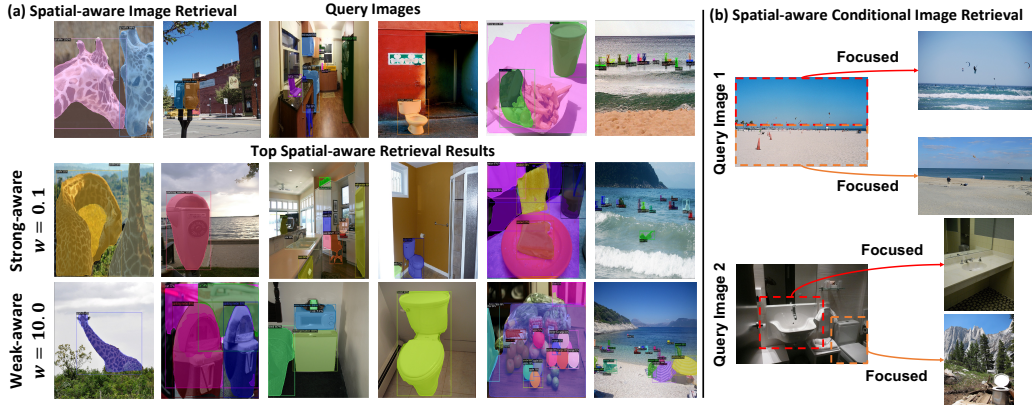 (a) Spatial-aware Image Retrieval
Query Images
Top Spatial-aware Retrieval Results
Strong-aware
w = 0.1
Weak-aware
w = 10.0
(b) Spatial-aware Conditional Image Retrieval
Query Image 1
Focused
Focused
Query Image 2
Focused
Focused